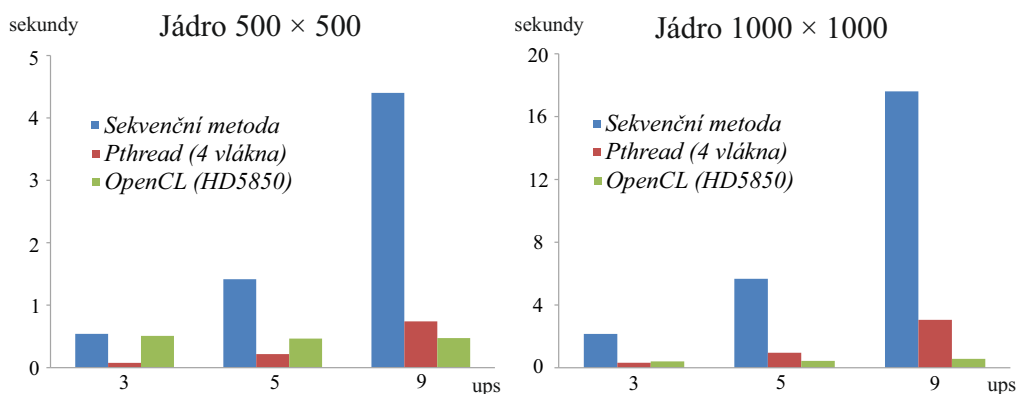 sekundy
Jádro 500 × 500
5
4
3
2
1
0
Sekvenční metoda
Pthread (4 vlákna)
OpenCL (HD5850)
3
5
9
ups
sekundy
Jádro 1000 × 1000
20
16
12
8
4
0
Sekvenční metoda
Pthread (4 vlákna)
OpenCL (HD5850)
3
5
9
ups